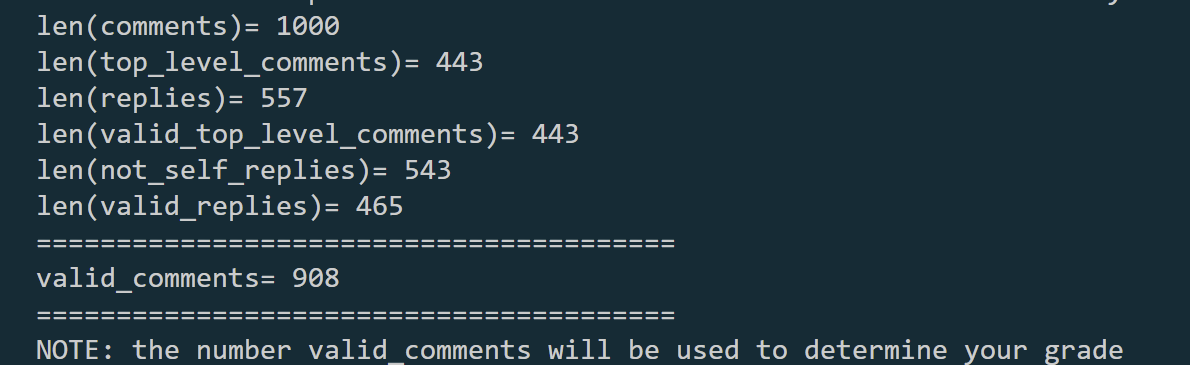 len(comments)= 1000
len(top_level_comments)= 443
len(replies)= 557
len(valid_top_level_comments)= 443
len(not_self_replies)= 543
len(valid_replies)= 465
========================================
valid_comments= 908
========================================
NOTE: the number valid_comments will be used to determine your grade